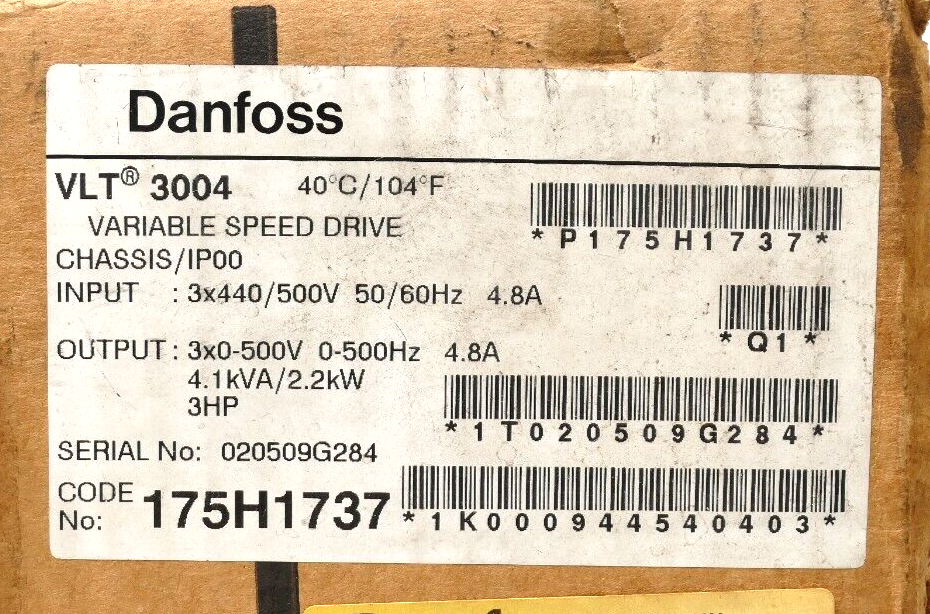 Danfoss
VLT® 3004 40°C/104°F
VARIABLE SPEED DRIVE
*P175H1737*
CHASSIS/IP00
INPUT : 3x440/500V 50/60Hz 4.8A
*Q1*
OUTPUT : 3x0-500V 0-500Hz 4.8A
4.1kVA/2.2kW
3HP
*1T020509G284*
SERIAL No: 020509G284
CODE No: 175H1737
*1K000944540403*